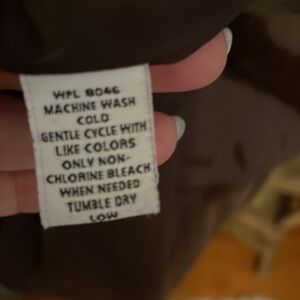 WPL 8046
MACHINE WASH
COLD
GENTLE CYCLE WITH
LIKE COLORS
ONLY NON-
CHLORINE BLEACH
WHEN NEEDED
TUMBLE DRY
LOW